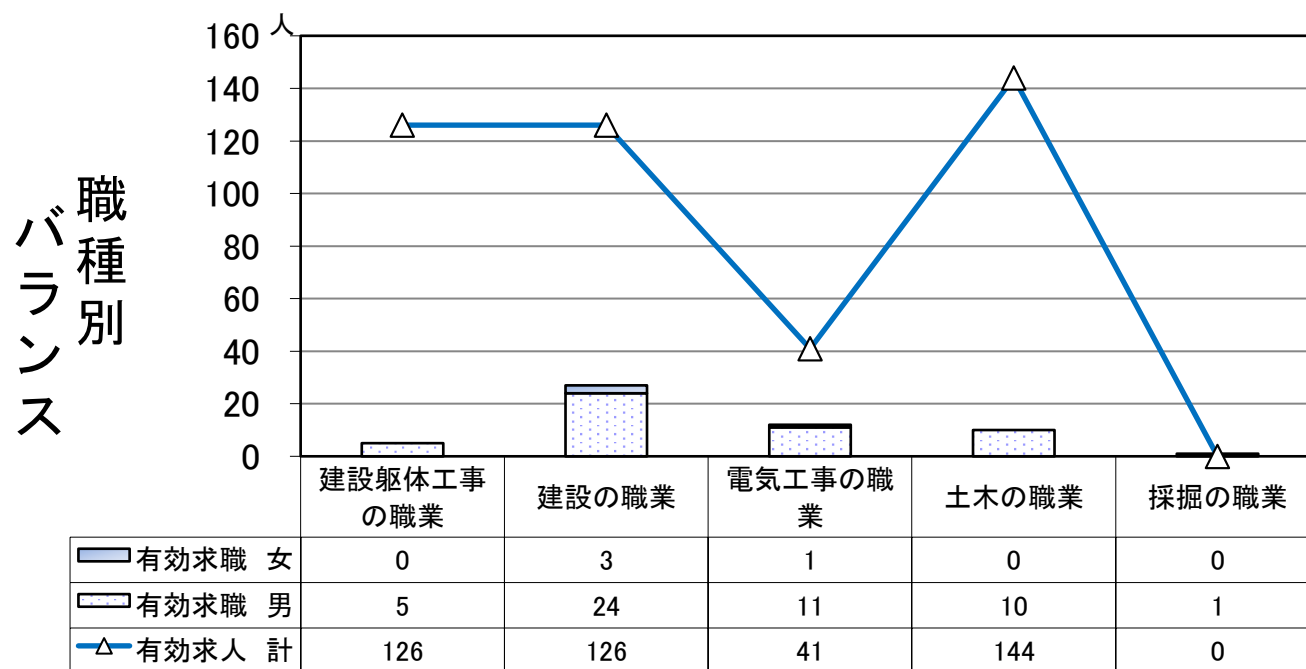 職種別
バランス
人
160
140
120
100
80
60
40
20
0
建設躯体工事の職業 建設の職業 電気工事の職業 土木の職業 採掘の職業
有効求職 女 0 3 1 0 0
有効求職 男 5 24 11 10 1
有効求人 計 126 126 41 144 0